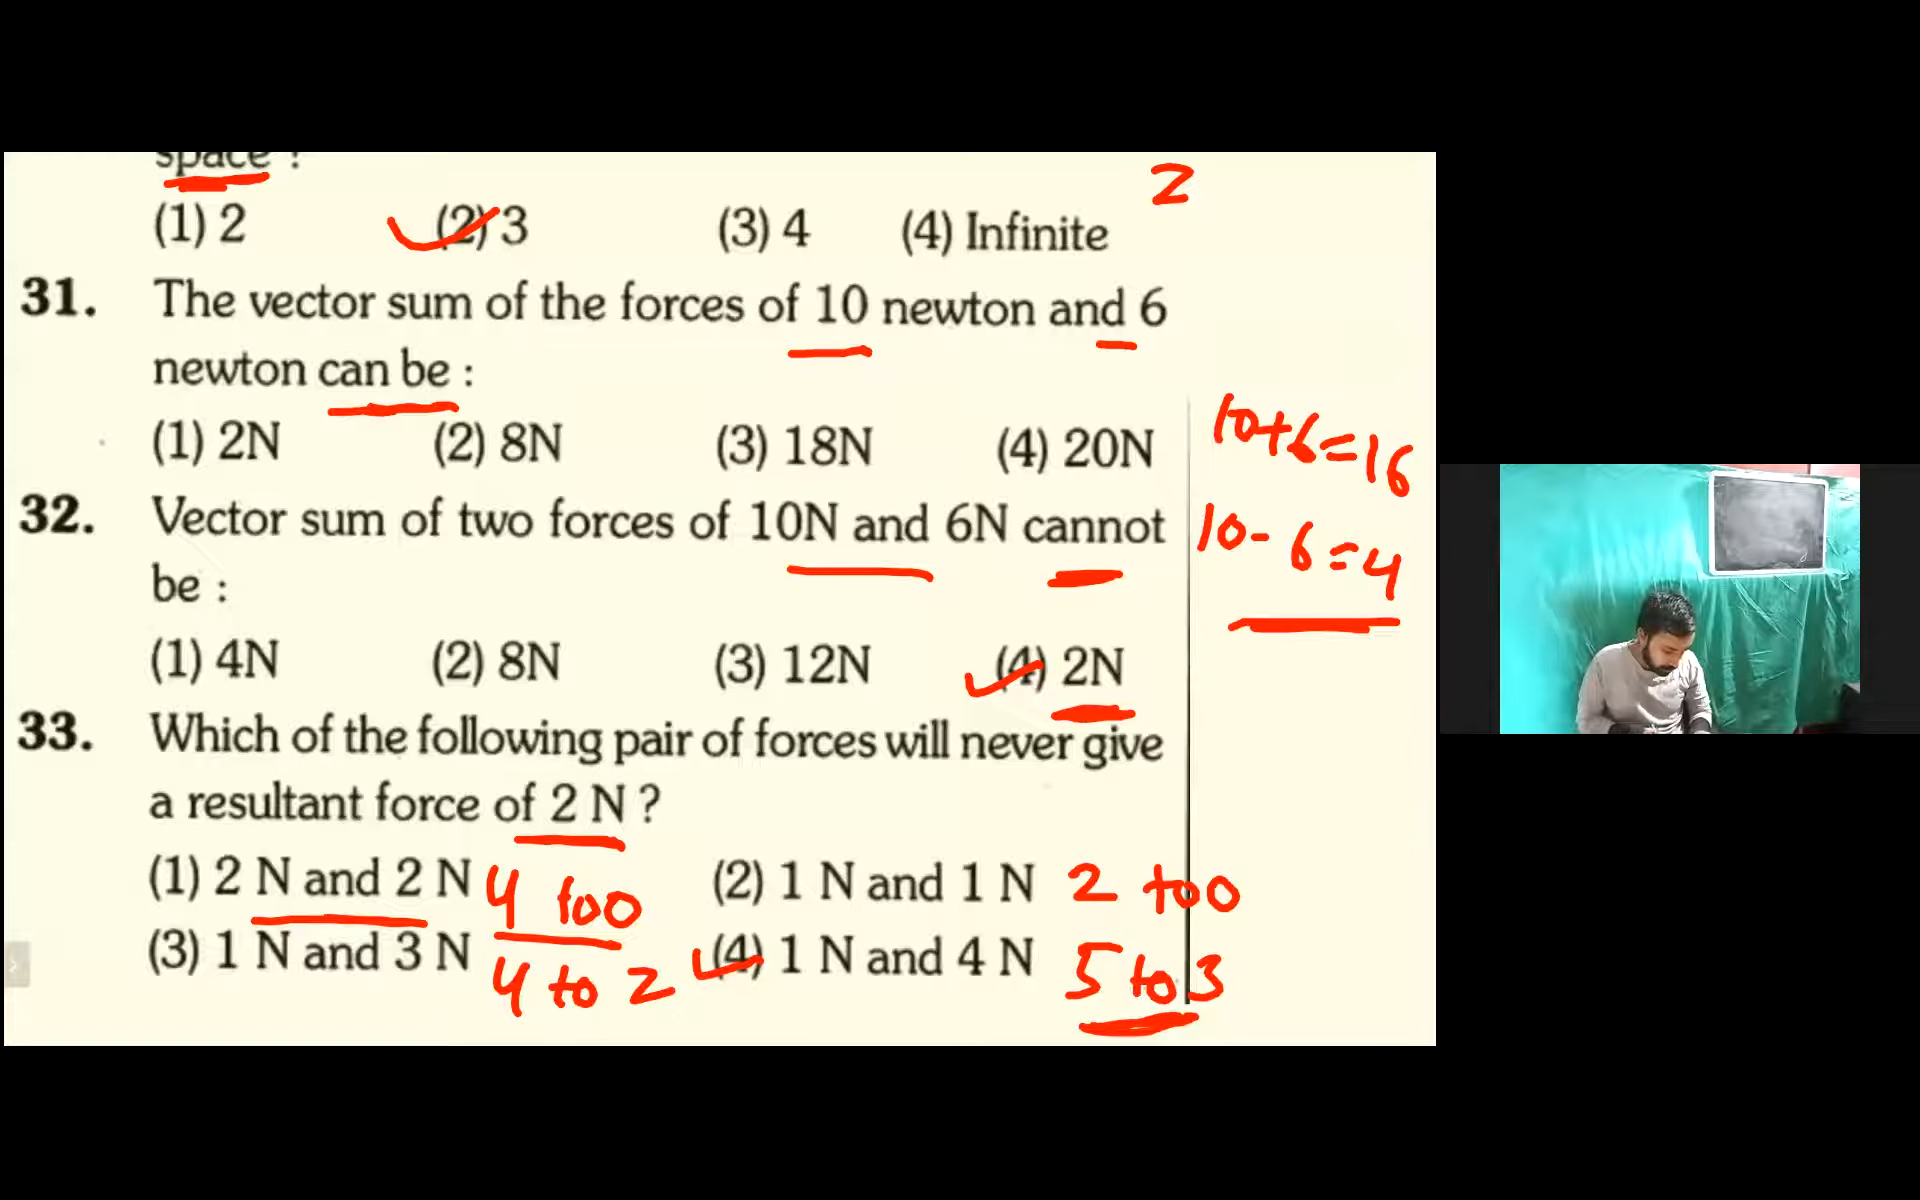 space ?
2
(1) 2 (2) 3 (3) 4 (4) Infinite
31. The vector sum of the forces of 10 newton and 6
newton can be :
(1) 2N (2) 8N (3) 18N (4) 20N
10+6=16
32. Vector sum of two forces of 10N and 6N cannot
be :
10-6=4
(1) 4N (2) 8N (3) 12N (4) 2N
33. Which of the following pair of forces will never give
a resultant force of 2 N ?
(1) 2 N and 2 N 4 to 0 (2) 1 N and 1 N 2 to 0
(3) 1 N and 3 N 4 to 2 (4) 1 N and 4 N 5 to 3